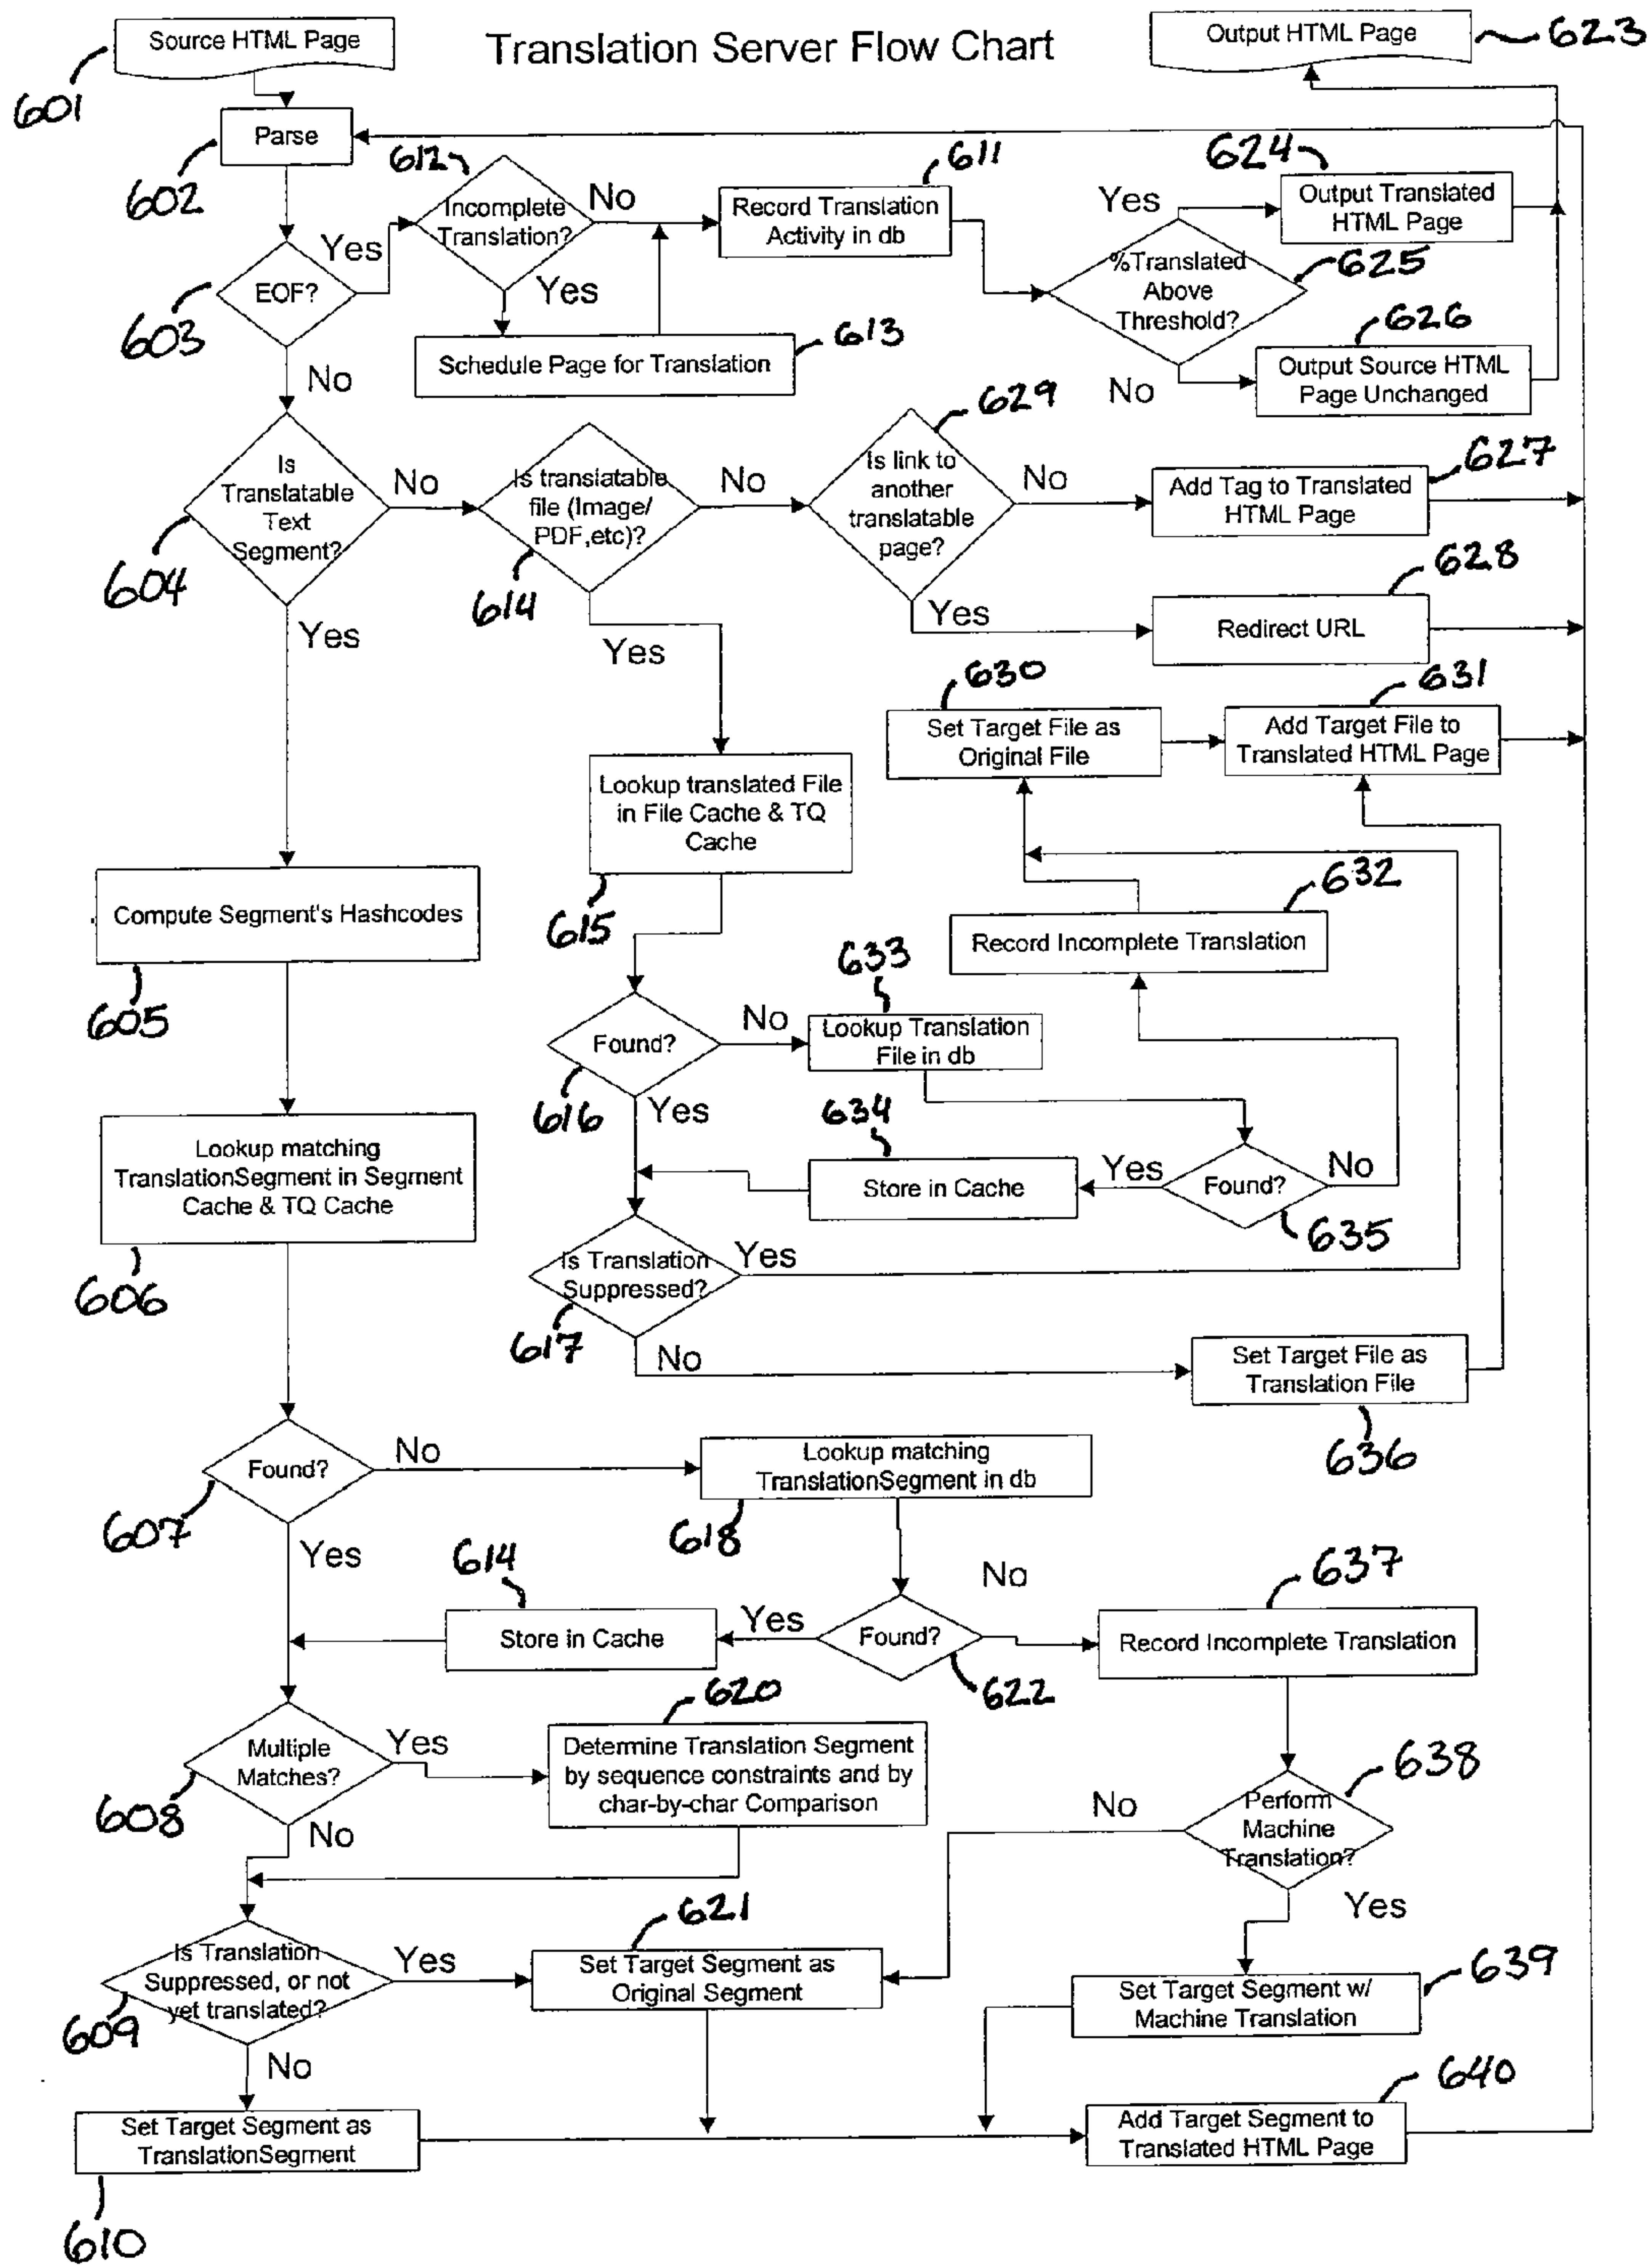 Source HTML Page
Translation Server Flow Chart
Output HTML Page
623
601
Parse
602
612
Incomplete
Translation?
No
Yes
611
Record Translation
Activity in db
624
Yes
Output Translated
HTML Page
%Translated
Above
Threshold?
625
Yes
EOF?
603
613
Schedule Page for Translation
626
No
Output Source HTML
Page Unchanged
No
629
Is
Translatable
Text
Segment?
604
No
Is translatable
file (Image/
PDF,etc)?
614
No
Is link to
another
translatable
page?
No
627
Add Tag to Translated
HTML Page
628
Yes
Yes
Yes
Redirect URL
630
Set Target File as
Original File
631
Add Target File to
Translated HTML Page
Lookup translated File
in File Cache & TQ
Cache
615
632
Record Incomplete Translation
Compute Segment's Hashcodes
605
633
Found?
616
No
Lookup Translation
File in db
Yes
634
Store in Cache
Yes
Found?
No
635
Lookup matching
TranslationSegment in Segment
Cache & TQ Cache
606
Is Translation
Suppressed?
617
Yes
No
Set Target File as
Translation File
636
Found?
607
No
Lookup matching
TranslationSegment in db
618
Yes
614
Store in Cache
Yes
Found?
622
No
637
Record Incomplete Translation
620
Multiple
Matches?
608
Yes
Determine Translation Segment
by sequence constraints and by
char-by-char Comparison
No
638
Perform
Machine
Translation?
No
Yes
621
Is Translation
Suppressed, or not
yet translated?
609
Yes
Set Target Segment as
Original Segment
639
Set Target Segment w/
Machine Translation
No
640
Set Target Segment as
TranslationSegment
610
Add Target Segment to
Translated HTML Page